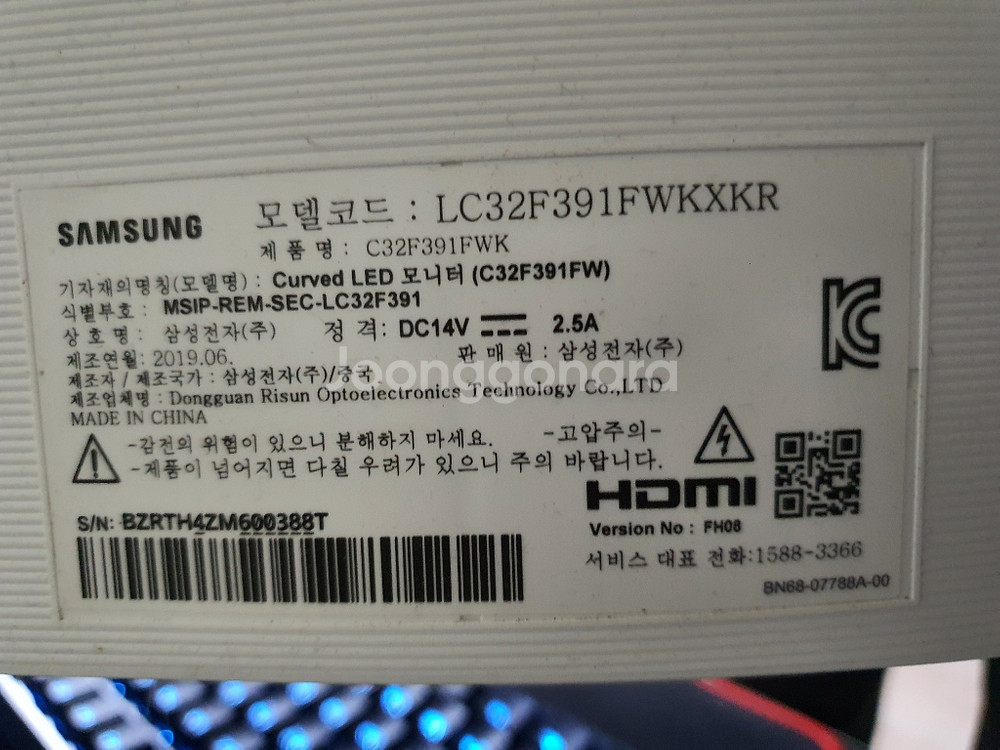 SAMSUNG
모델코드 : LC32F391FWKXKR
제 품 명 : C32F391FWK
기자재의명칭(모델명) : Curved LED 모니터 (C32F391FW)
식별부호 : MSIP-REM-SEC-LC32F391
상 호 명 : 삼성전자(주) 정 격: DC14V 2.5A
제조연월: 2019.06. 판 매 원 : 삼성전자(주)
제조자 / 제조국가 : 삼성전자(주)/중국
제조업체명 : Dongguan Risun Optoelectronics Technology Co.,LTD
MADE IN CHINA
-감전의 위험이 있으니 분해하지 마세요. -고압주의-
-제품이 넘어지면 다칠 우려가 있으니 주의 바랍니다.
HDMI
S/N: BZRTH4ZM600388T
Version No : FH08
서비스 대표 전화:1588-3366
BN68-07788A-00
Joonggonara